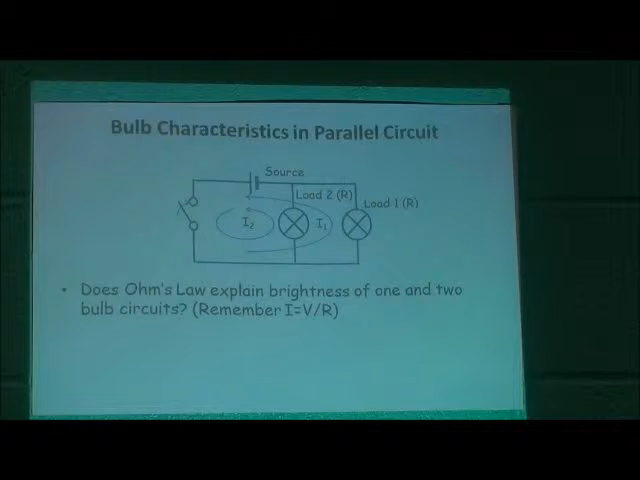 Bulb Characteristics in Parallel Circuit
Source
Load 2 (R)
Load 1 (R)
I₂
I₁
• Does Ohm's Law explain brightness of one and two
bulb circuits? (Remember I=V/R)